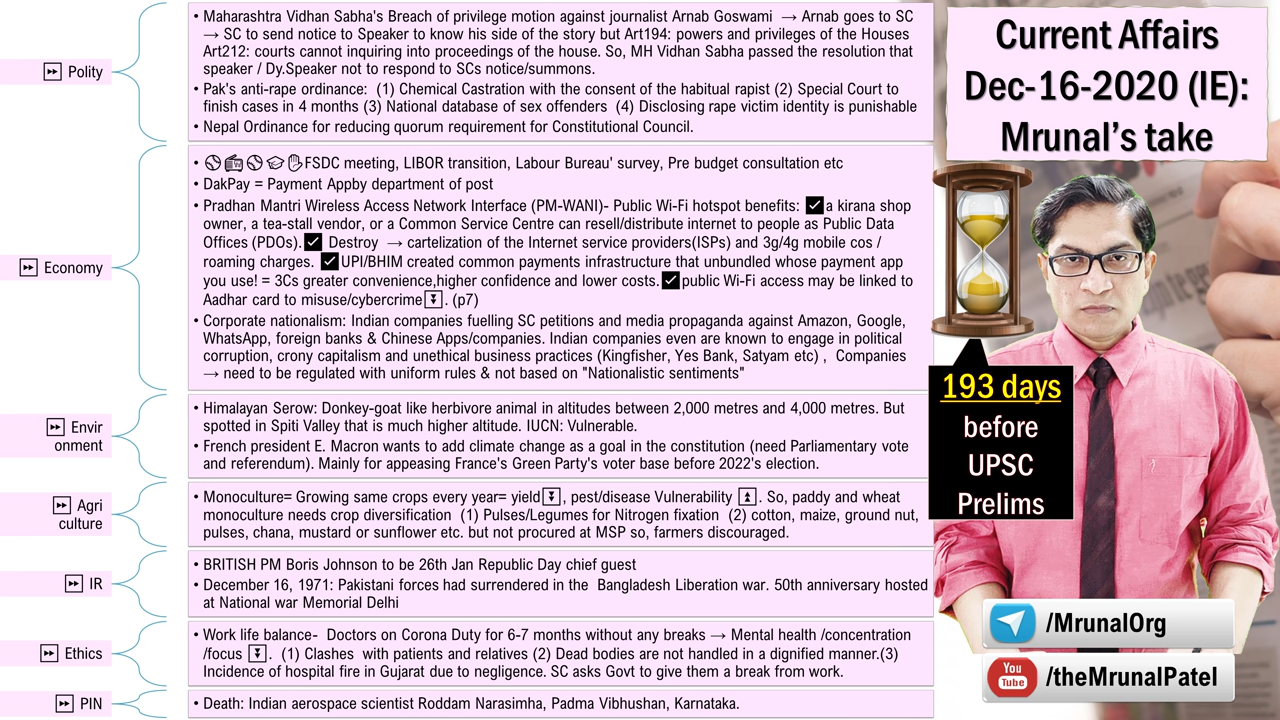 Current Affairs
Dec-16-2020 (IE):
Mrunal's take
Polity
• Maharashtra Vidhan Sabha's Breach of privilege motion against journalist Arnab Goswami → Arnab goes to SC
→ SC to send notice to Speaker to hear his side of the story but Art194: powers and privileges of the Houses
Art212: courts cannot inquiring into proceedings of the house. So, MH Vidhan Sabha passed the resolution that
speaker / Dy.Speaker not to respond to SCs notice/summons.
• Pak's anti-rape ordinance: (1) Chemical Castration with the consent of the habitual rapist (2) Special Court to
finish cases in 4 months (3) National database of sex offenders (4) Disclosing rape victim identity is punishable
• Nepal Ordinance for reducing quorum requirement for Constitutional Council.
Economy
• FSDC meeting, LIBOR transition, Labour Bureau' survey, Pre budget consultation etc
• DakPay = Payment Appby department of post
• Pradhan Mntri Wireless Access Network Interface (PM-WANI)- Public Wi-Fi hotspot benefits: ✔a kirana shop
owner, a tea-stall vendor, or a Common Service Centre can resell/distribute internet to people as Public Data
Offices (PDOs).✔ Destroy → cartelization of the Internet service providers(ISPs) and 3g/4g mobile cos /
roaming charges. ✔UPI/BHIM created common payments infrastructure that unbundled whose payment app
you use! = 3Cs greater convenience,higher confidence and lower costs.✔public Wi-Fi access may be linked to
Aadhar card to misuse/cybercrime⏬. (p7)
• Corporate nationalism: Indian companies fuelling SC petitions and media propaganda against Amazon, Google,
WhatsApp, foreign banks & Chinese Apps/companies. Indian companies even are known to engage in political
corruption, crony capitalism and unethical business practices (Kingfisher, Yes Bank, Satyam etc) , Companies
→ need to be regulated with uniform rules & not based on "Nationalistic sentiments"
Envir
onment
• Himalayan Serow: Donkey-goat like herbivore animal in altitudes between 2,000 metres and 4,000 metres. But
spotted in Spiti Valley that is much higher altitude. IUCN: Vulnerable.
• French president E. Macron wants to add climate change as a goal in the constitution (need Parliamentary vote
and referendum). Mainly for appeasing France's Green Party's voter base before 2022's election.
Agri
culture
• Monoculture= Growing same crops every year= yield⏬, pest/disease Vulnerability ⏫. So, paddy and wheat
monoculture → need crop diversification (1) Pulses/Legumes for Nitrogen fixation (2) cotton, maize, ground nut,
pulses, chana, mustard or sunflower etc. but not procured at MSP so, farmers discouraged.
IR
• BRITISH PM Boris Johnson to be 26th Jan Republic Day chief guest
• December 16, 1971: Pakistani forces had surrendered in the Bangladesh Liberation war. 50th anniversary hosted
at National war Memorial Delhi
Ethics
• Work life balance- Doctors on Corona Duty for 6-7 months without any breaks → Mental health /concentration
/focus ⏬. (1) Clashes with patients and relatives (2) Dead bodies are not handled in a dignified manner.(3)
Incidence of hospital fire In Gujarat due to negligence. SC asks Govt to give them a break from work.
PIN
• Death: Indian aerospace scientist Roddam Narasimha, Padma Vibhushan, Karnataka.
193 days
before
UPSC
Prelims
/MrunalOrg
You
Tube
/theMrunalPatel